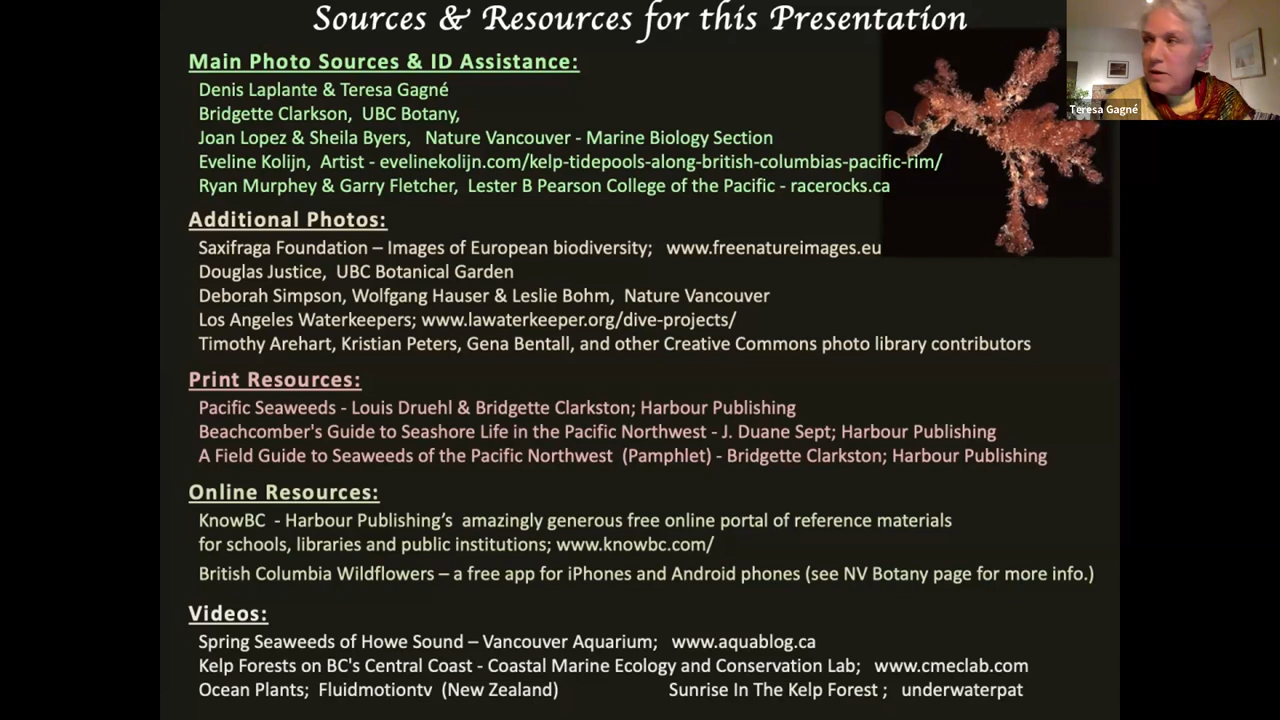 Sources & Resources for this Presentation
Main Photo Sources & ID Assistance:
Denis Laplante & Teresa Gagné
Bridgette Clarkson, UBC Botany,
Joan Lopez & Sheila Byers, Nature Vancouver - Marine Biology Section
Eveline Kolijn, Artist - evelinekolijn.com/kelp-tidepools-along-british-columbias-pacific-rim/
Ryan Murphey & Garry Fletcher, Lester B Pearson College of the Pacific - racerocks.ca
Teresa Gagné
Additional Photos:
Saxifraga Foundation – Images of European biodiversity; www.freenatureimages.eu
Douglas Justice, UBC Botanical Garden
Deborah Simpson, Wolfgang Hauser & Leslie Bohm, Nature Vancouver
Los Angeles Waterkeepers; www.lawaterkeeper.org/dive-projects/
Timothy Arehart, Kristian Peters, Gena Bentall, and other Creative Commons photo library contributors
Print Resources:
Pacific Seaweeds - Louis Druehl & Bridgette Clarkston; Harbour Publishing
Beachcomber's Guide to Seashore Life in the Pacific Northwest - J. Duane Sept; Harbour Publishing
A Field Guide to Seaweeds of the Pacific Northwest (Pamphlet) - Bridgette Clarkston; Harbour Publishing
Online Resources:
KnowBC - Harbour Publishing’s amazingly generous free online portal of reference materials
for schools, libraries and public institutions; www.knowbc.com/
British Columbia Wildflowers – a free app for iPhones and Android phones (see NV Botany page for more info.)
Videos:
Spring Seaweeds of Howe Sound – Vancouver Aquarium; www.aquablog.ca
Kelp Forests on BC's Central Coast - Coastal Marine Ecology and Conservation Lab; www.cmeclab.com
Ocean Plants; Fluidmotiontv (New Zealand) Sunrise In The Kelp Forest ; underwaterpat